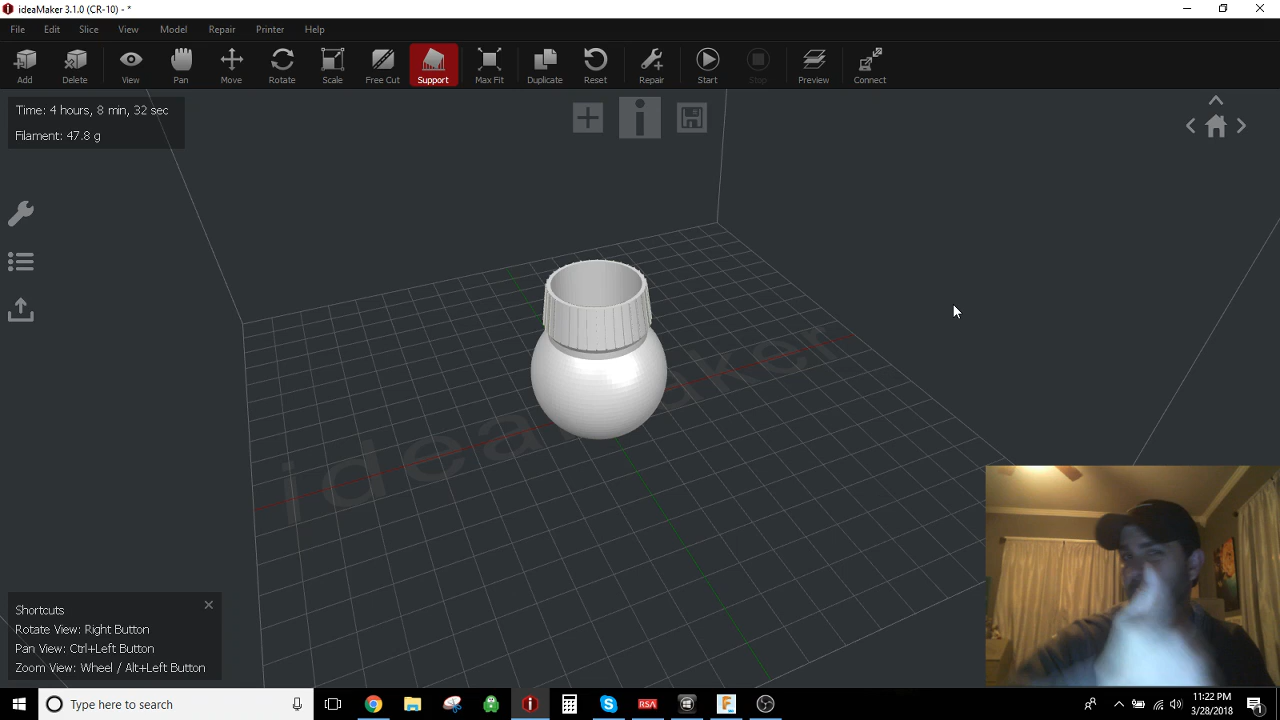 ideaMaker 3.1.0 (CR-10) - *
File Edit Slice View Model Repair Printer Help
Add Delete View Pan Move Rotate Scale Free Cut Support Max Fit Duplicate Reset Repair Start Stop Preview Connect
Time: 4 hours, 8 min, 32 sec
Filament: 47.8 g
ideaMaker
Shortcuts
Rotate View: Right Button
Pan View: Ctrl+Left Button
Zoom View: Wheel / Alt+Left Button
Type here to search
RSA
11:22 PM
3/28/2018